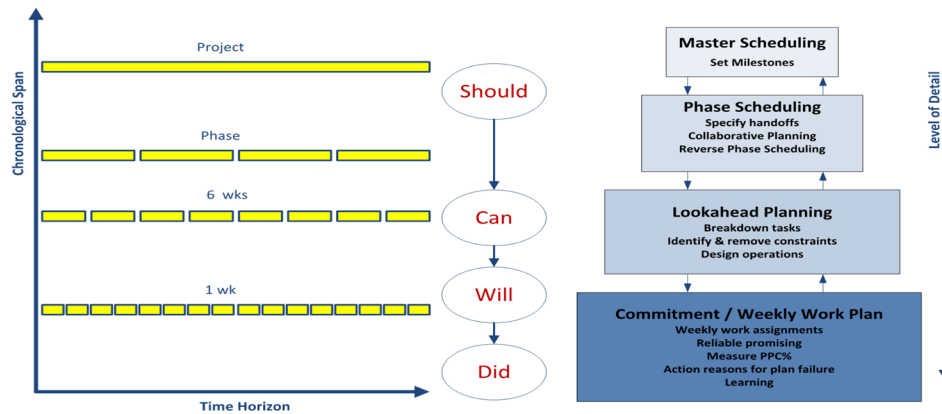 Chronological Span
Project
Phase
6 wks
1 wk
Time Horizon
Should
Can
Will
Did
Master Scheduling
Set Milestones
Phase Scheduling
Specify handoffs
Collaborative Planning
Reverse Phase Scheduling
Lookahead Planning
Breakdown tasks
Identify & remove constraints
Design operations
Commitment / Weekly Work Plan
Weekly work assignments
Reliable promising
Measure PPC%
Action reasons for plan failure
Learning
Level of Detail